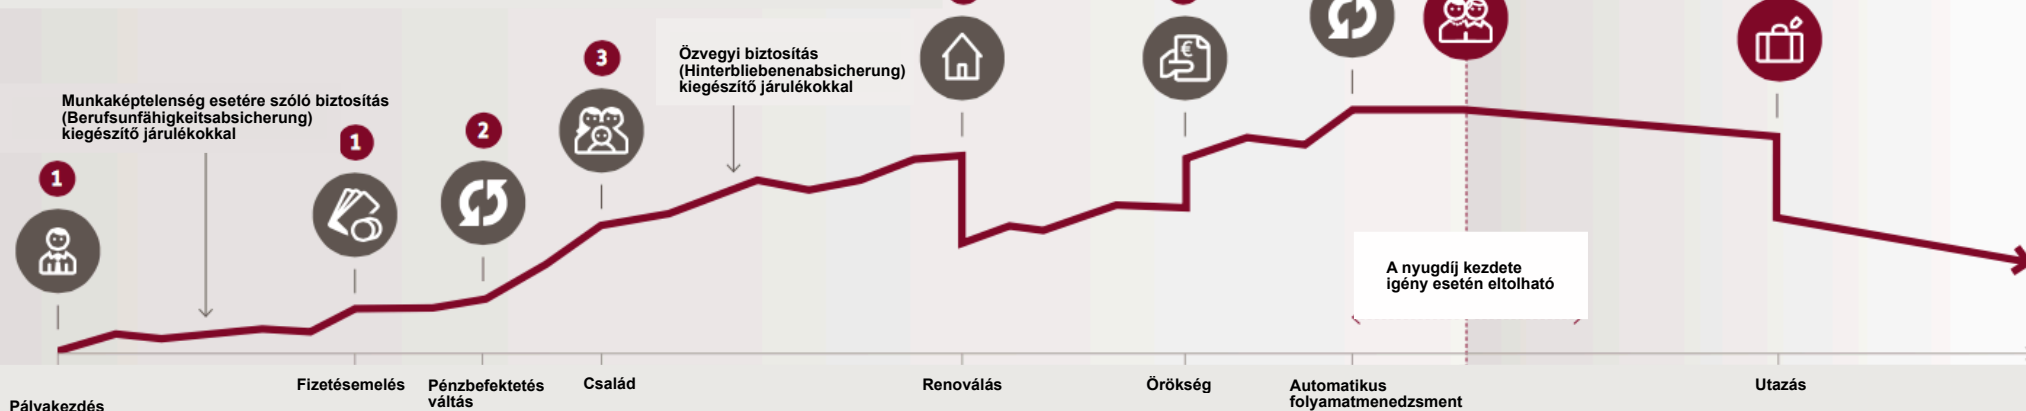 3
Özvegyi biztosítás
(Hinterbliebenenabsicherung)
kiegészítő járulékokkal
€
Munkaképtelenség esetére szóló biztosítás
(Berufsunfähigkeitsabsicherung)
kiegészítő járulékokkal
1
2
1
A nyugdíj kezdete
igény esetén eltolható
Pályakezdés
Fizetésemelés
Pénzbefektetés
váltás
Család
Renoválás
Örökség
Automatikus
folyamatmenedzsment
Utazás